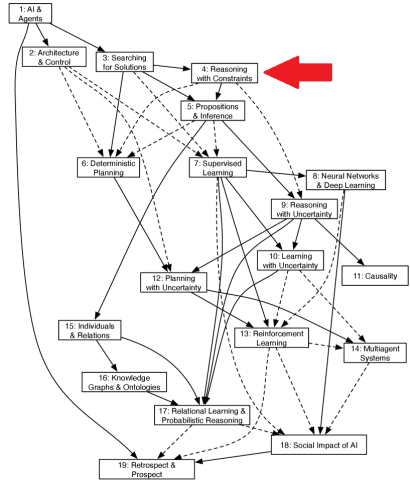 1: AI &
Agents
2: Architecture
& Control
3: Searching
for Solutions
4: Reasoning
with Constraints
5: Propositions
& Inference
6: Deterministic
Planning
7: Supervised
Learning
8: Neural Networks
& Deep Learning
9: Reasoning
with Uncertainty
10: Learning
with Uncertainty
11: Causality
12: Planning
with Uncertainty
13: Reinforcement
Learning
14: Multiagent
Systems
15: Individuals
& Relations
16: Knowledge
Graphs & Ontologies
17: Relational Learning &
Probabilistic Reasoning
18: Social Impact of AI
19: Retrospect &
Prospect